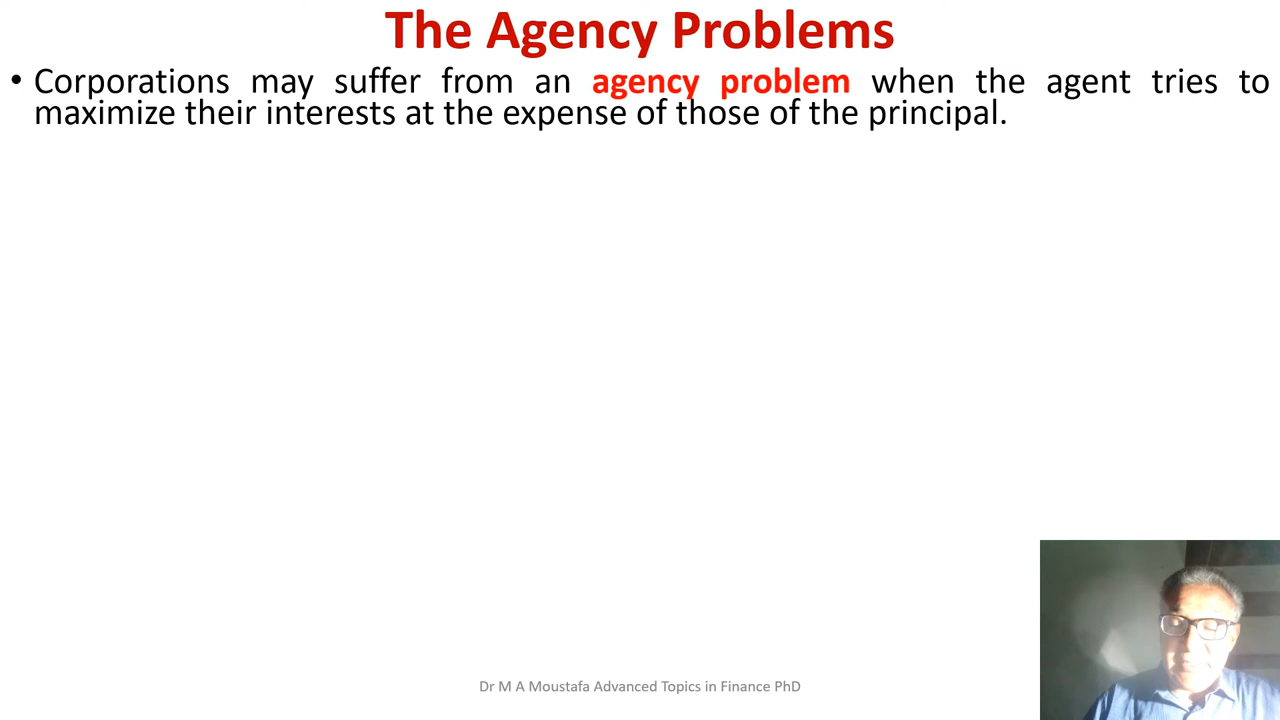 The Agency Problems
• Corporations may suffer from an agency problem when the agent tries to
maximize their interests at the expense of those of the principal.
Dr M A Moustafa Advanced Topics in Finance PhD